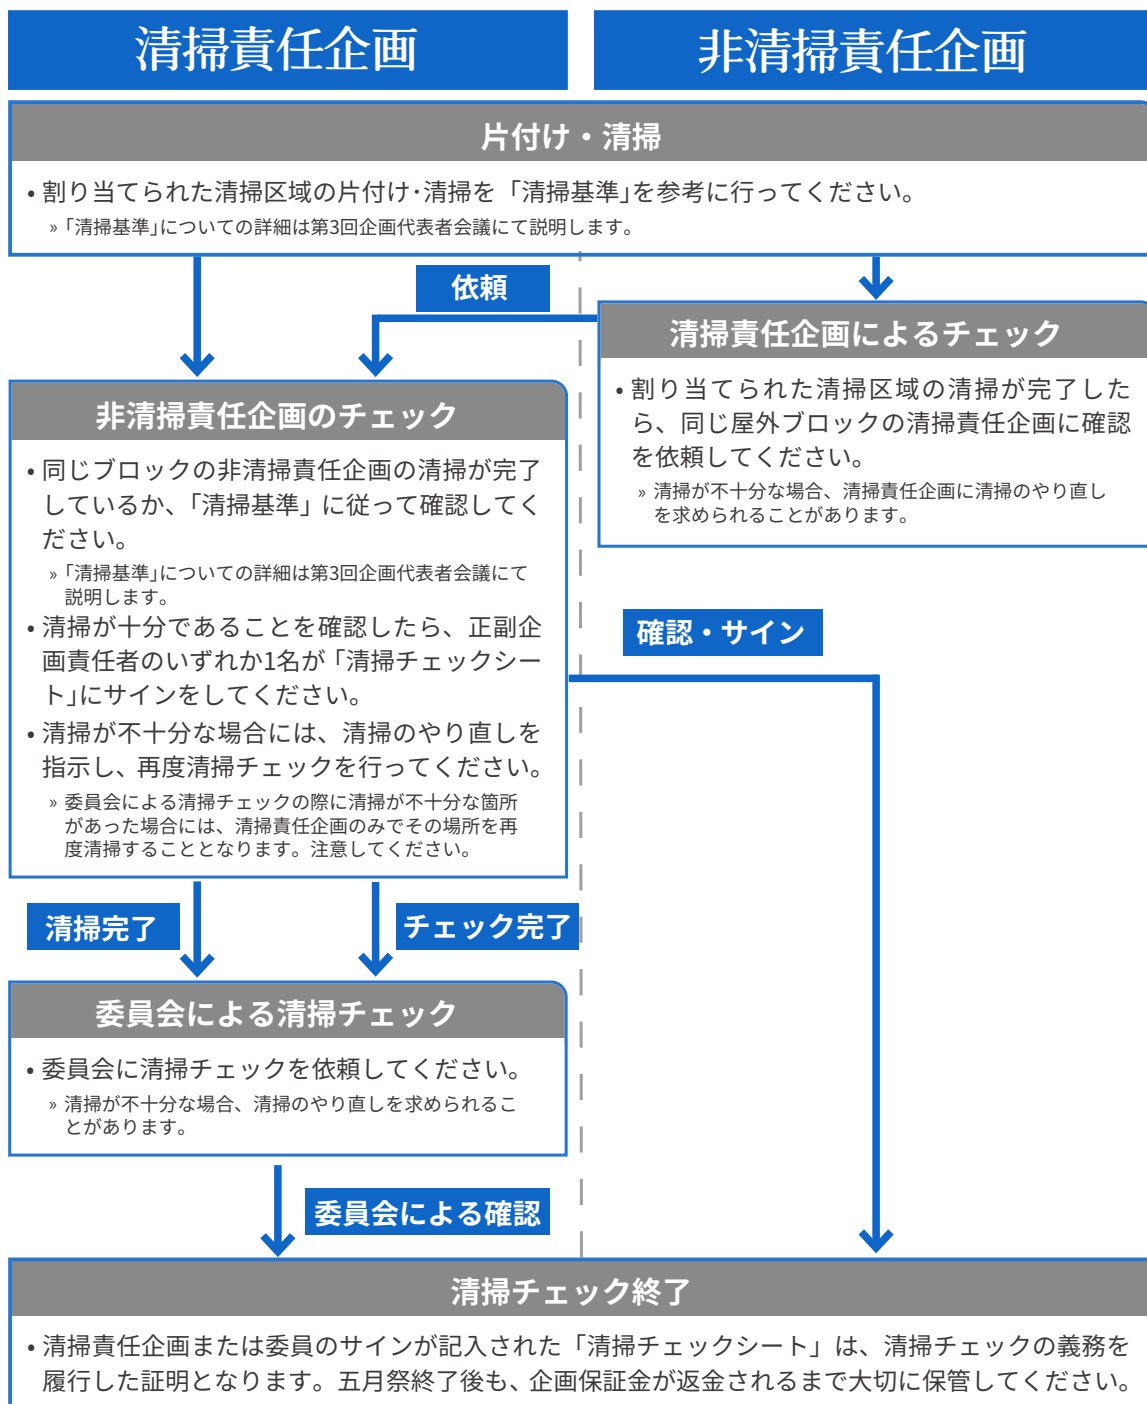 清掃責任企画
非清掃責任企画
片付け・清掃
• 割り当てられた清掃区域の片付け･清掃を「清掃基準」を参考に行ってください。
» 「清掃基準」についての詳細は第3回企画代表者会議にて説明します。
依頼
清掃責任企画によるチェック
• 割り当てられた清掃区域の清掃が完了した
ら、同じ屋外ブロックの清掃責任企画に確認
を依頼してください。
» 清掃が不十分な場合、清掃責任企画に清掃のやり直し
を求められることがあります。
非清掃責任企画のチェック
• 同じブロックの非清掃責任企画の清掃が完了
しているか、「清掃基準」に従って確認してく
ださい。
» 「清掃基準」についての詳細は第3回企画代表者会議にて
説明します。
• 清掃が十分であることを確認したら、正副企
画責任者のいずれか1名が「清掃チェックシー
ト」にサインをしてください。
• 清掃が不十分な場合には、清掃のやり直しを
指示し、再度清掃チェックを行ってください。
» 委員会による清掃チェックの際に清掃が不十分な箇所
があった場合には、清掃責任企画のみでその場所を再
度清掃することとなります。注意してください。
確認・サイン
清掃完了
チェック完了
委員会による清掃チェック
• 委員会に清掃チェックを依頼してください。
» 清掃が不十分な場合、清掃のやり直しを求められるこ
とがあります。
委員会による確認
清掃チェック終了
• 清掃責任企画または委員のサインが記入された「清掃チェックシート」は、清掃チェックの義務を
履行した証明となります。五月祭終了後も、企画保証金が返金されるまで大切に保管してください。